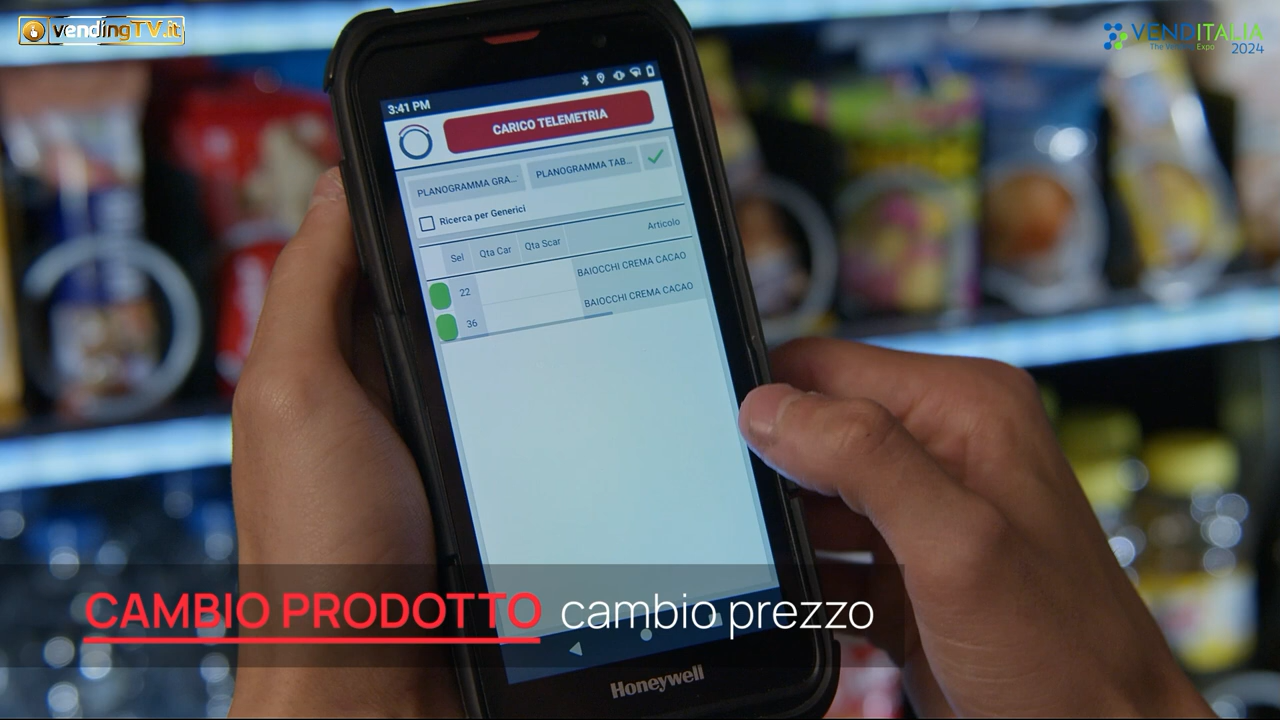 vendingTV.it
VENDITALIA
The Vending Expo
2024
3:41 PM
CARICO TELEMETRIA
PLANOGRAMMA GRA...
PLANOGRAMMA TAB...
Ricerca per Generici
Sel Qta Car Qta Scar Articolo
22 BAIOCCHI CREMA CACAO
36 BAIOCCHI CREMA CACAO
CAMBIO PRODOTTO cambio prezzo
Honeywell